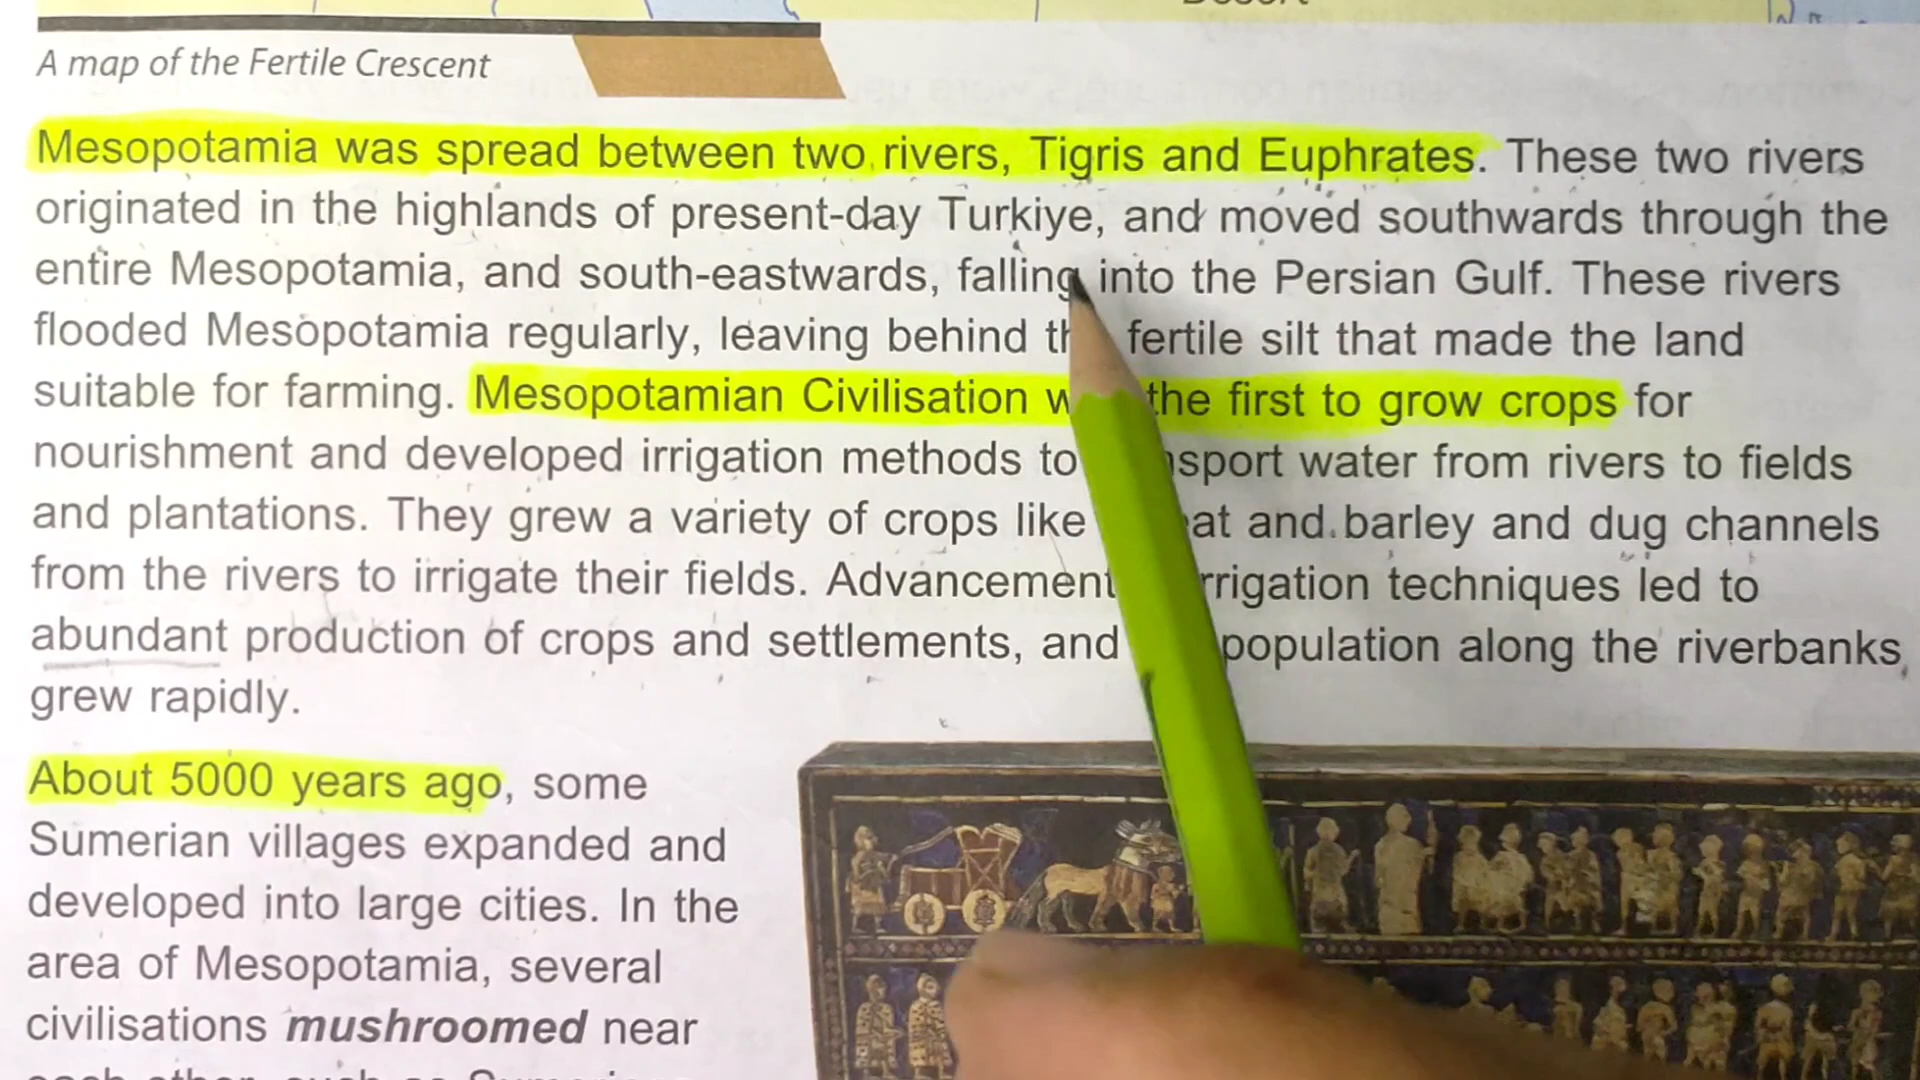 A map of the Fertile Crescent
Mesopotamia was spread between two rivers, Tigris and Euphrates. These two rivers
originated in the highlands of present-day Turkiye, and moved southwards through the
entire Mesopotamia, and south-eastwards, falling into the Persian Gulf. These rivers
flooded Mesopotamia regularly, leaving behind fertile silt that made the land
suitable for farming. Mesopotamian Civilisation the first to grow crops for
nourishment and developed irrigation methods to water from rivers to fields
and plantations. They grew a variety of crops like and barley and dug channels
from the rivers to irrigate their fields. Advancement irrigation techniques led to
abundant production of crops and settlements, and population along the riverbanks
grew rapidly.
About 5000 years ago, some
Sumerian villages expanded and
developed into large cities. In the
area of Mesopotamia, several
civilisations mushroomed near